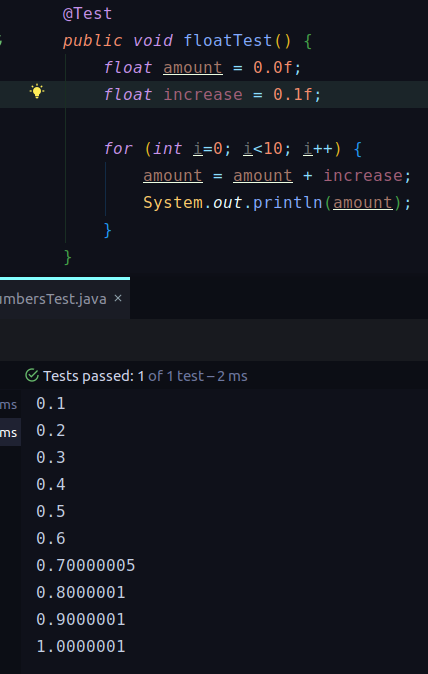 @Test
public void floatTest() {
float amount = 0.0f;
float increase = 0.1f;
for (int i=0; i<10; i++) {
amount = amount + increase;
System.out.println(amount);
}
}
mbersTest.java ×
Tests passed: 1 of 1 test – 2 ms
ms 0.1
ms 0.2
0.3
0.4
0.5
0.6
0.70000005
0.8000001
0.9000001
1.0000001